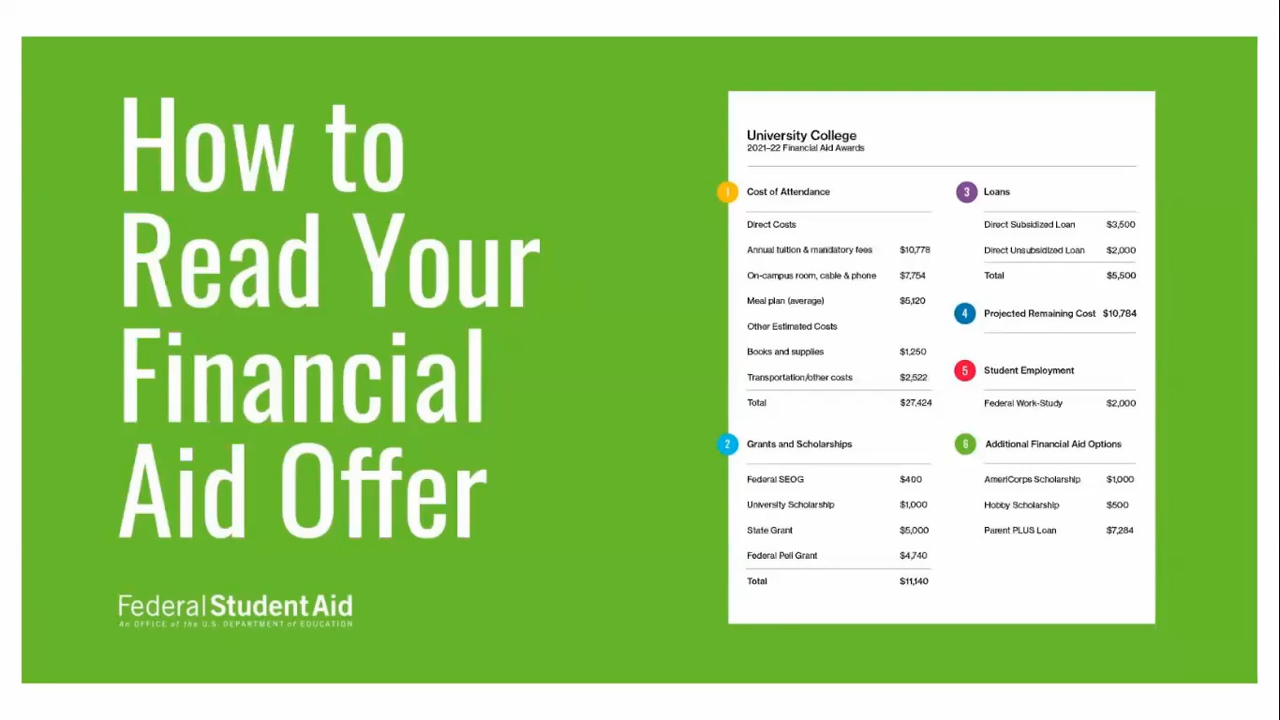 How to
Read Your
Financial
Aid Offer
Federal Student Aid
An OFFICE of the U.S. DEPARTMENT of EDUCATION
University College
2021–22 Financial Aid Awards
1 Cost of Attendance
Direct Costs
Annual tuition & mandatory fees $10,778
On-campus room, cable & phone $7,754
Meal plan (average) $5,120
Other Estimated Costs
Books and supplies $1,250
Transportation/other costs $2,522
Total $27,424
2 Grants and Scholarships
Federal SEOG $400
University Scholarship $1,000
State Grant $5,000
Federal Pell Grant $4,740
Total $11,140
3 Loans
Direct Subsidized Loan $3,500
Direct Unsubsidized Loan $2,000
Total $5,500
4 Projected Remaining Cost $10,784
5 Student Employment
Federal Work-Study $2,000
6 Additional Financial Aid Options
AmeriCorps Scholarship $1,000
Hobby Scholarship $500
Parent PLUS Loan $7,284